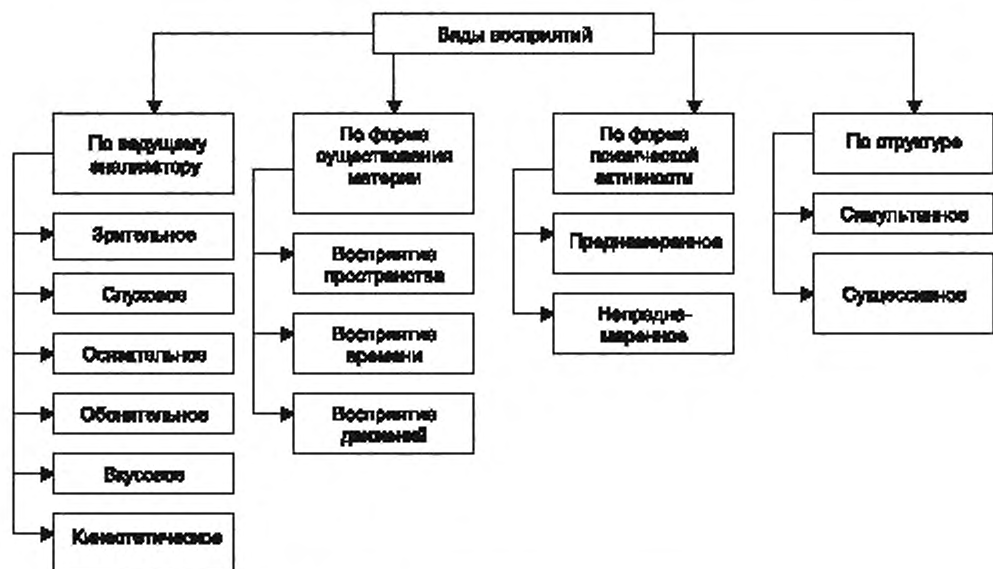 Виды восприятий
По ведущему
анализатору
Зрительное
Слуховое
Осязательное
Обонятельное
Вкусовое
Кинестетическое
По форме
существования
материи
Восприятие
пространства
Восприятие
времени
Восприятие
движений
По форме
психической
активности
Преднамеренное
Непредна-
меренное
По структуре
Симультанное
Сукцессивное